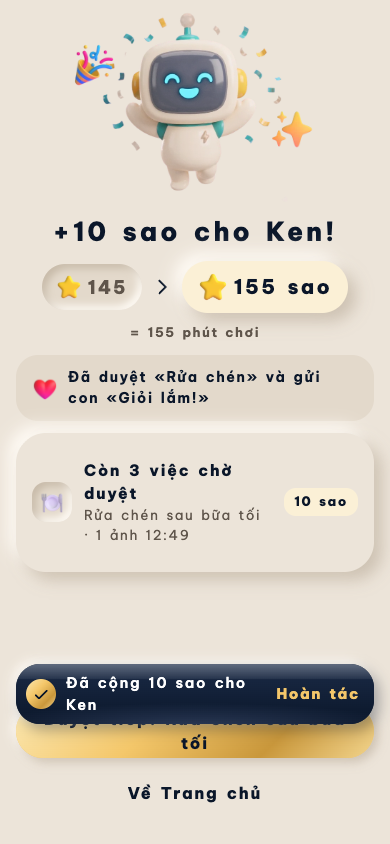 +10 sao cho Ken!
145
155 sao
= 155 phút chơi
Đã duyệt «Rửa chén» và gửi
con «Giỏi lắm!»
Còn 3 việc chờ
duyệt
Rửa chén sau bữa tối
· 1 ảnh 12:49
10 sao
Đã cộng 10 sao cho
Ken
Hoàn tác
tối
Về Trang chủ